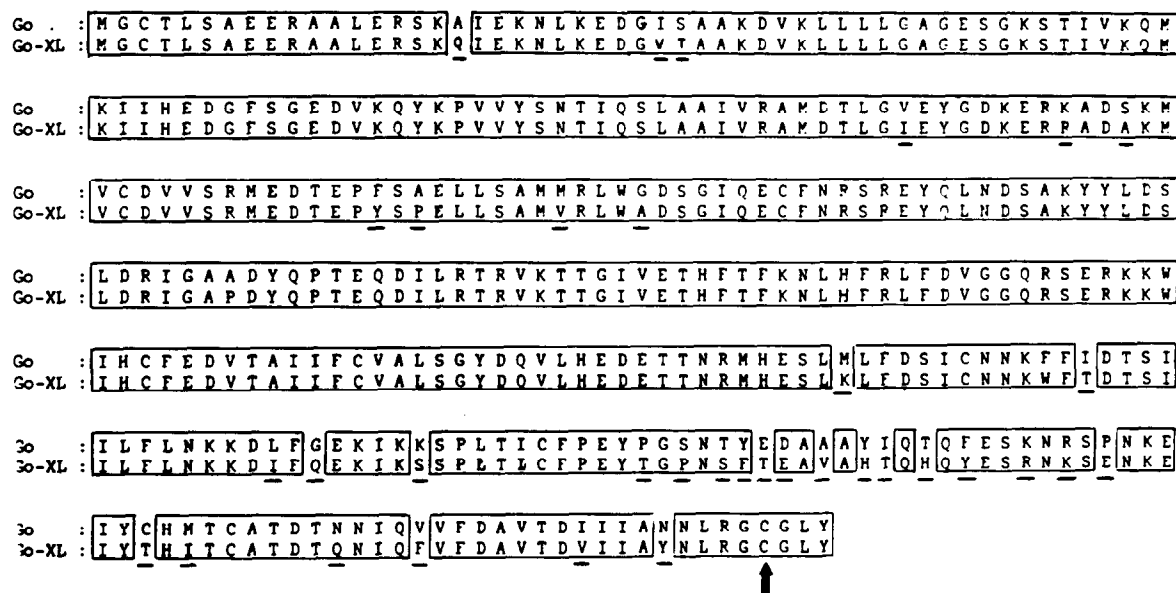 Go : M G C T L S A E E R A A L E R S K A I E K N L K E D G I S A A K D V K L L L L G A G E S G K S T I V K Q M
Go-XL : M G C T L S A E E R A A L E R S K Q I E K N L K E D G V T A A K D V K L L L L G A G E S G K S T I V K Q M
Go : K I I H E D G F S G E D V K Q Y K P V V Y S N T I Q S L A A I V R A M D T L G V E Y G D K E R K A D S K M
Go-XL : K I I H E D G F S G E D V K Q Y K P V V Y S N T I Q S L A A I V R A M D T L G I E Y G D K E R P A D A K M
Go : V C D V V S R M E D T E P F S A E L L S A M M R L W G D S G I Q E C F N R S R E Y Q L N D S A K Y Y L D S
Go-XL : V C D V V S R M E D T E P Y S P E L L S A M V R L W A D S G I Q E C F N R S P E Y Q L N D S A K Y Y L D S
Go : L D R I G A A D Y Q P T E Q D I L R T R V K T T G I V E T H F T F K N L H F R L F D V G G Q R S E R K K W
Go-XL : L D R I G A P D Y Q P T E Q D I L R T R V K T T G I V E T H F T F K N L H F R L F D V G G Q R S E R K K W
Go : I H C F E D V T A I I F C V A L S G Y D Q V L H E D E T T N R M H E S L M L F D S I C N N K F F I D T S I
Go-XL : I H C F E D V T A I I F C V A L S G Y D Q V L H E D E T T N R M H E S L K L F D S I C N N K W F T D T S I
Go : I L F L N K K D L F G E K I K K S P L T I C F P E Y P G S N T Y E D A A A Y I Q T Q F E S K N R S P N K E
Go-XL : I L F L N K K D I F Q E K I K S S P L T L C F P E Y T G P N S F T E A V A H T Q H Q Y E S R N K S E N K E
Go : I Y C H M T C A T D T N N I Q V V F D A V T D I I I A N N L R G C G L Y
Go-XL : I Y T H I T C A T D T Q N I Q F V F D A V T D V I I A Y N L R G C G L Y